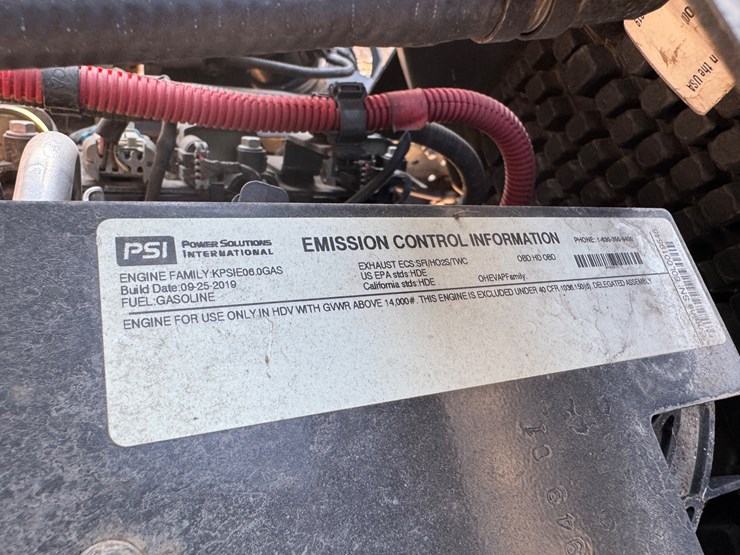 in the USA
PSI POWER SOLUTIONS INTERNATIONAL
EMISSION CONTROL INFORMATION
ENGINE FAMILY:KPSIE06.0GAS
Build Date:09-25-2019
FUEL:GASOLINE
EXHAUST ECS:SFI/HO2S/TWC
US EPA stds:HDE
California stds:HDE
OBD:HD OBD
OHEVAPFamily:
ENGINE FOR USE ONLY IN HDV WITH GVWR ABOVE 14,000#. THIS ENGINE IS EXCLUDED UNDER 40 CFR 1036.150(d). DELEGATED ASSEMBLY